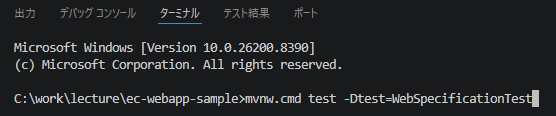 出力 デバッグ コンソール ターミナル テスト結果 ポート
Microsoft Windows [Version 10.0.26200.8390]
(c) Microsoft Corporation. All rights reserved.
C:\work\lecture\ec-webapp-sample>mvnw.cmd test -Dtest=WebSpecificationTest